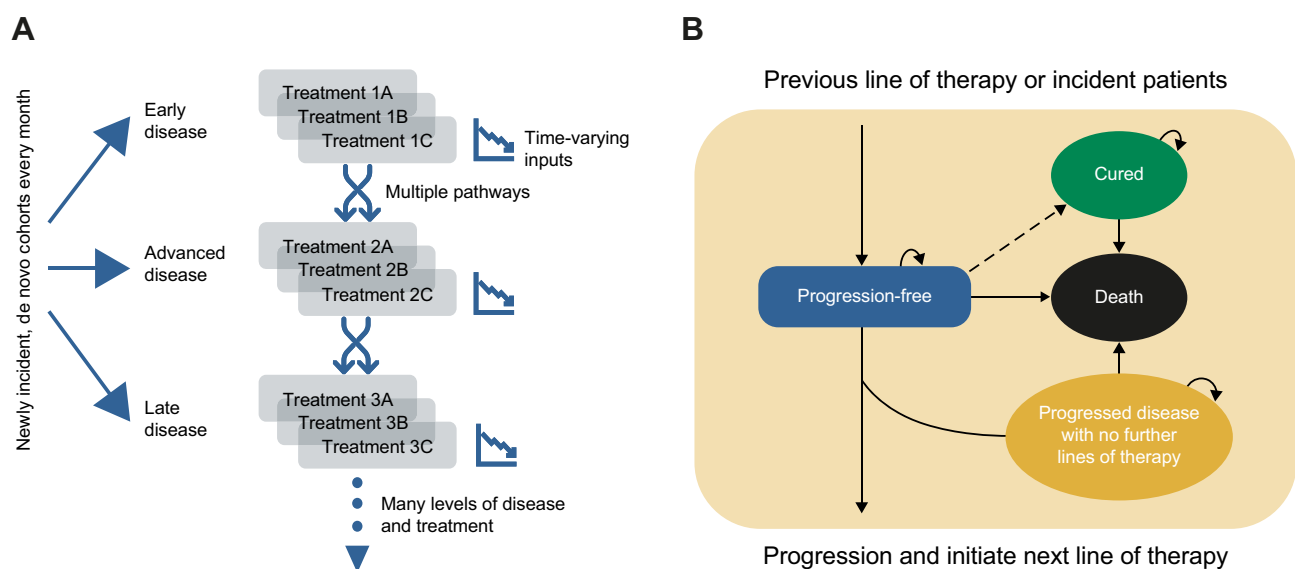 A
Newly incident, de novo cohorts every month
Early
disease
Advanced
disease
Late
disease
Treatment 1A
Treatment 1B
Treatment 1C
Time-varying
inputs
Multiple pathways
Treatment 2A
Treatment 2B
Treatment 2C
Treatment 3A
Treatment 3B
Treatment 3C
Many levels of disease
and treatment
B
Previous line of therapy or incident patients
Cured
Progression-free
Death
Progressed disease
with no further
lines of therapy
Progression and initiate next line of therapy